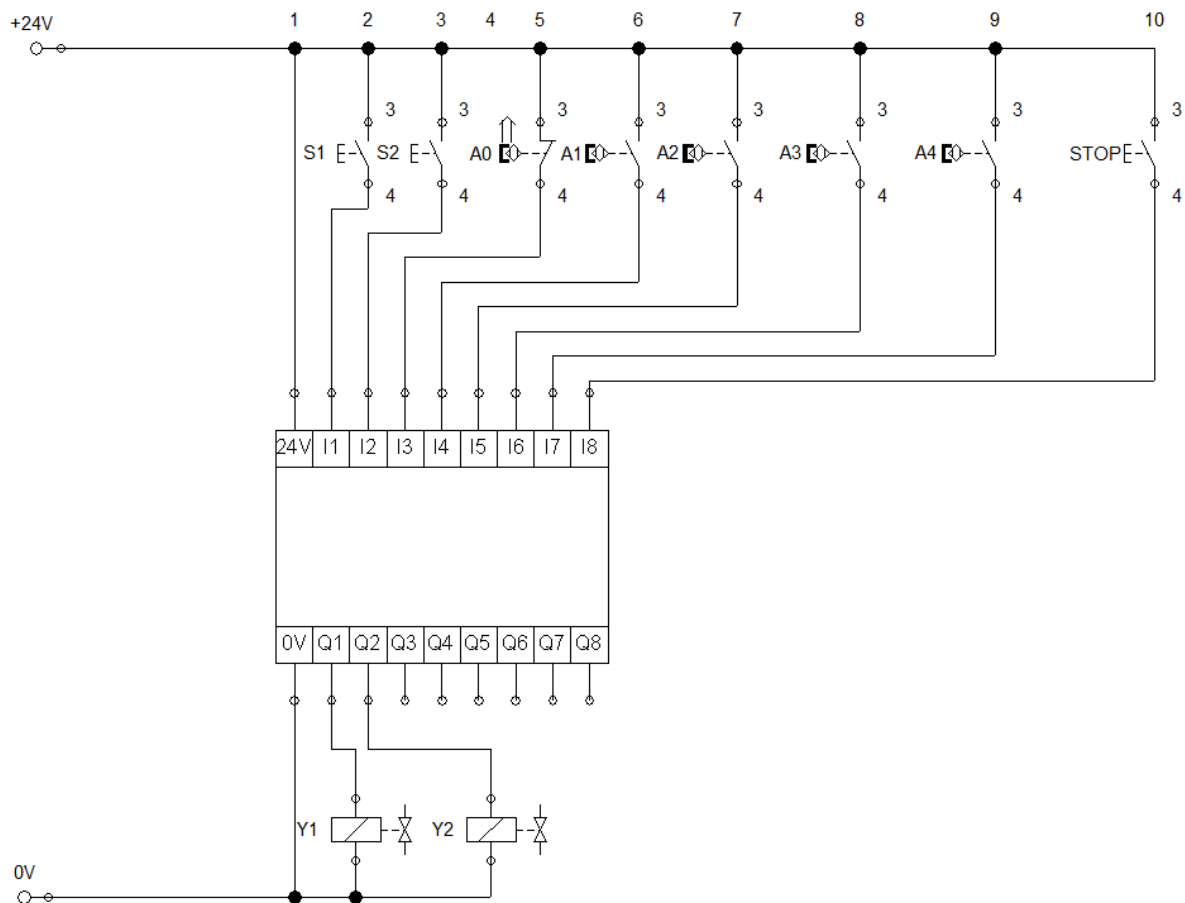 +24V 1 2 3 4 5 6 7 8 9 10
3 3 3 3 3 3 3 3
S1 S2 A0 A1 A2 A3 A4 STOP
4 4 4 4 4 4 4 4
24V I1 I2 I3 I4 I5 I6 I7 I8
0V Q1 Q2 Q3 Q4 Q5 Q6 Q7 Q8
Y1 Y2
0V